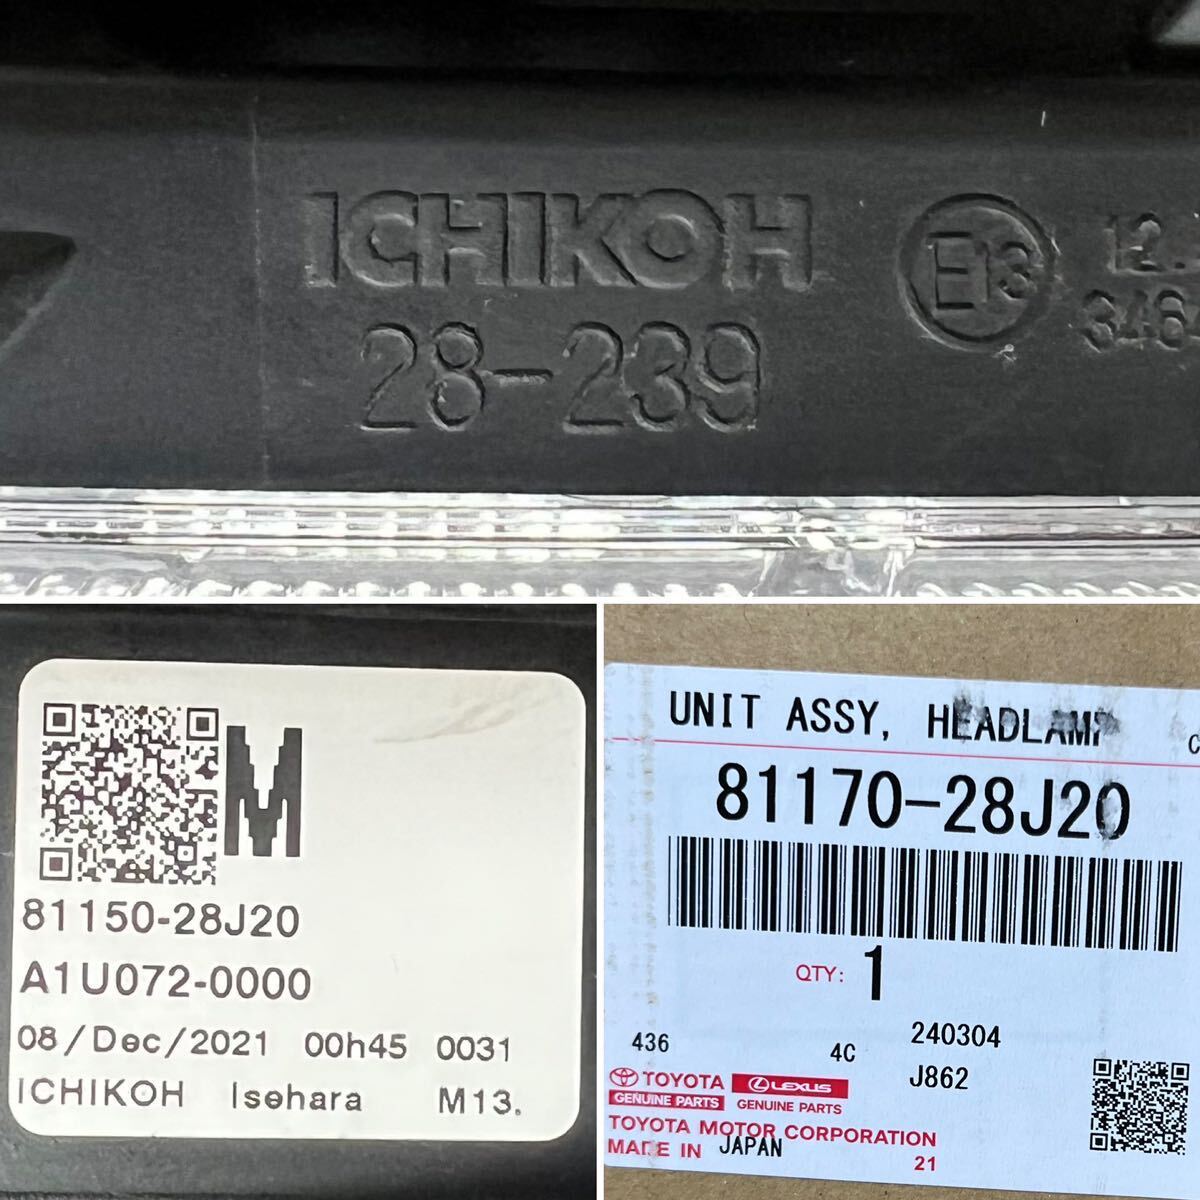 ICHIKOH
28-239
E13
12.
346
M
81150-28J20
A1U072-0000
08/Dec/2021 00h45 0031
ICHIKOH Isehara M13.
UNIT ASSY, HEADLAMP
C
81170-28J20
QTY: 1
240304
436 4C
J862
TOYOTA LEXUS
GENUINE PARTS GENUINE PARTS
TOYOTA MOTOR CORPORATION
MADE IN JAPAN
21